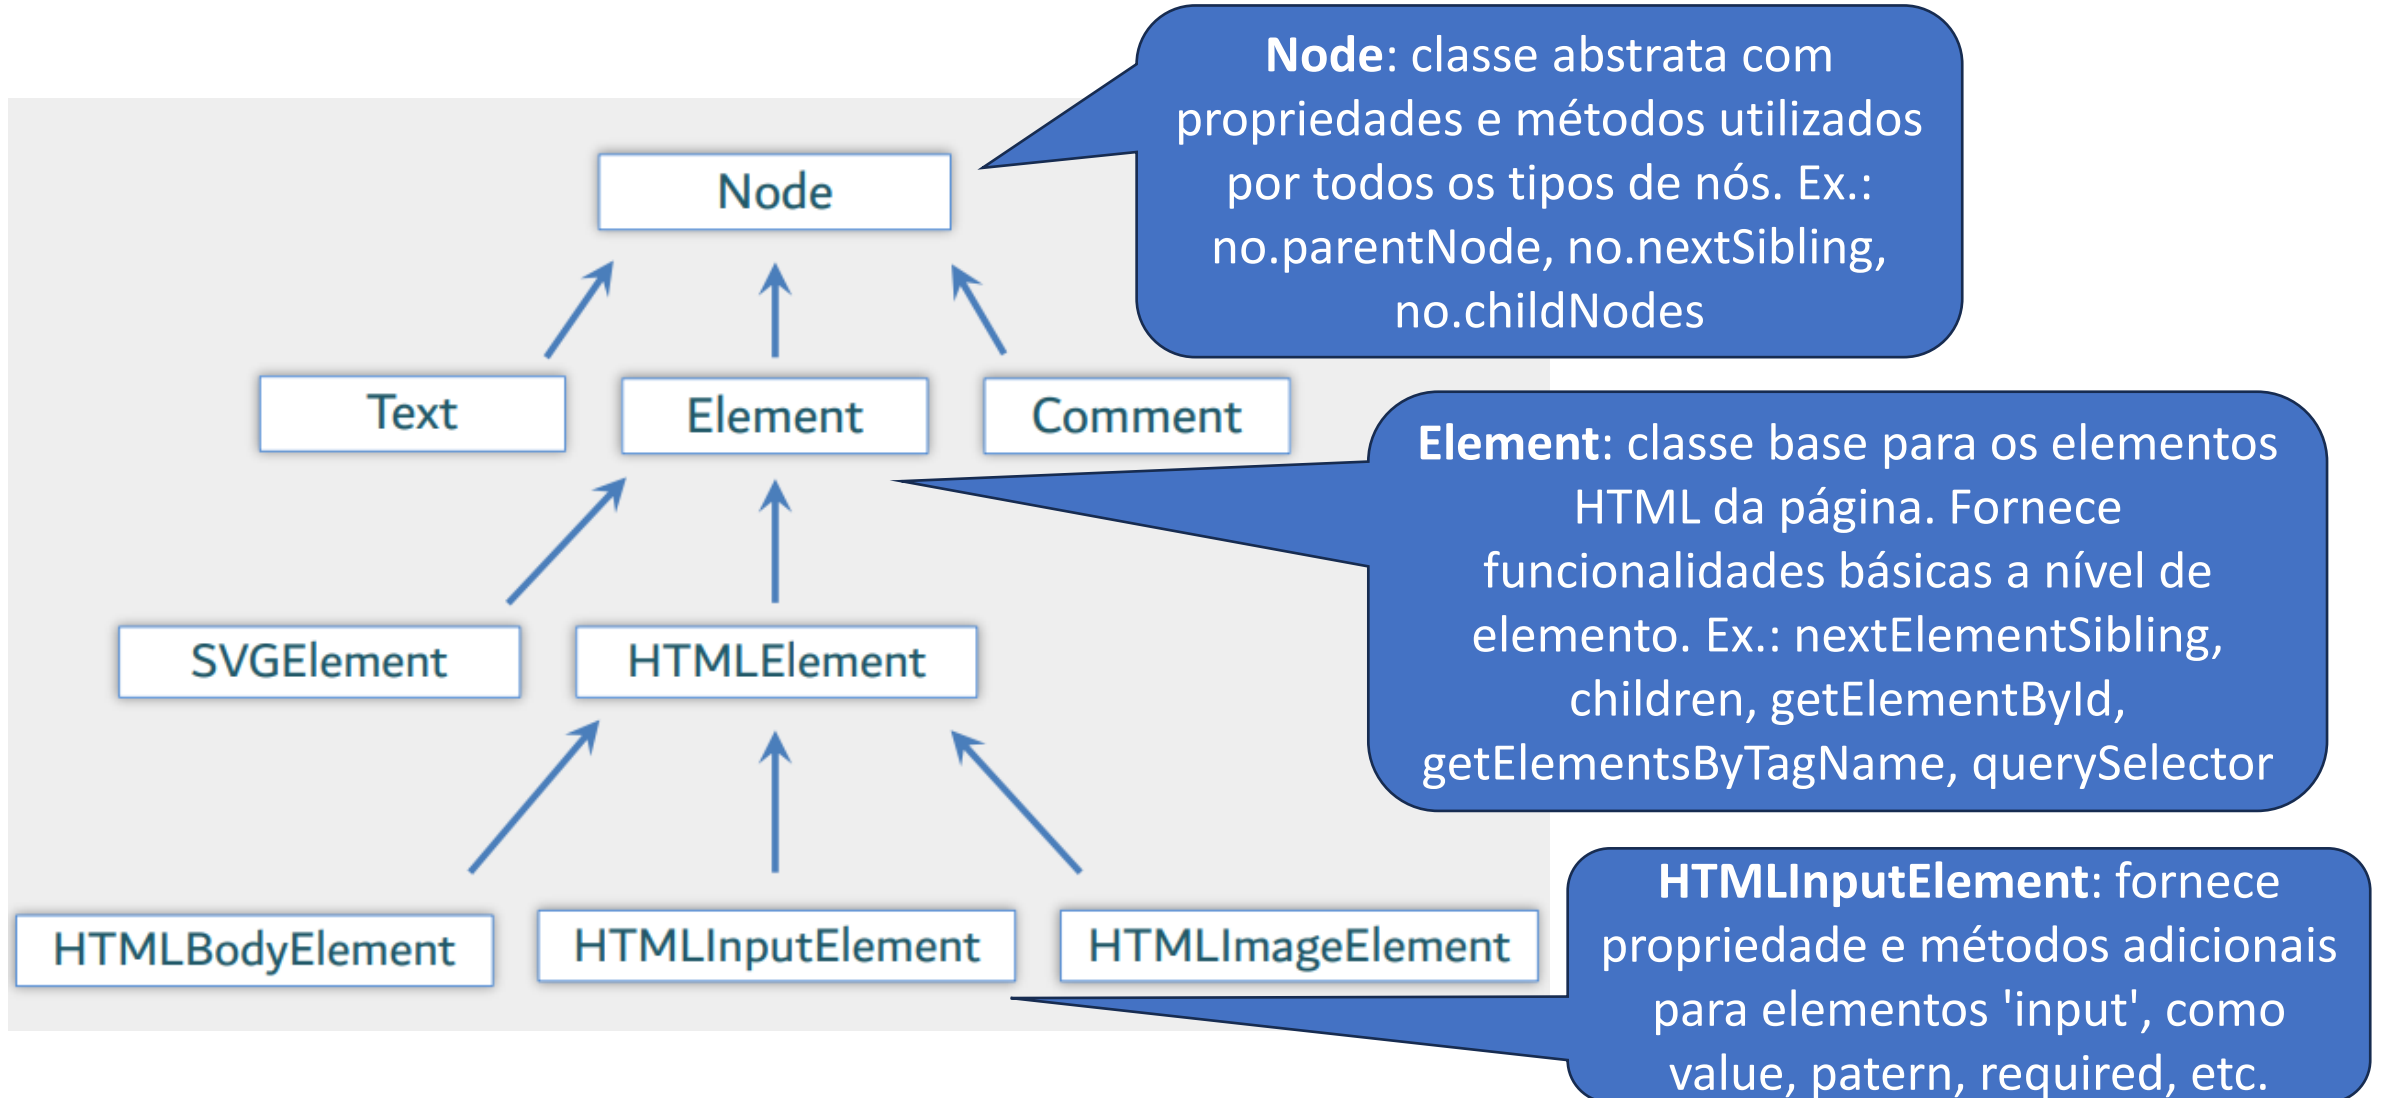 Node: classe abstrata com
propriedades e métodos utilizados
por todos os tipos de nós. Ex.:
no.parentNode, no.nextSibling,
no.childNodes
Node
Text
Element
Comment
Element: classe base para os elementos
HTML da página. Fornece
funcionalidades básicas a nível de
elemento. Ex.: nextElementSibling,
children, getElementById,
getElementsByTagName, querySelector
SVGElement
HTMLElement
HTMLBodyElement
HTMLInputElement
HTMLImageElement
HTMLInputElement: fornece
propriedade e métodos adicionais
para elementos 'input', como
value, patern, required, etc.